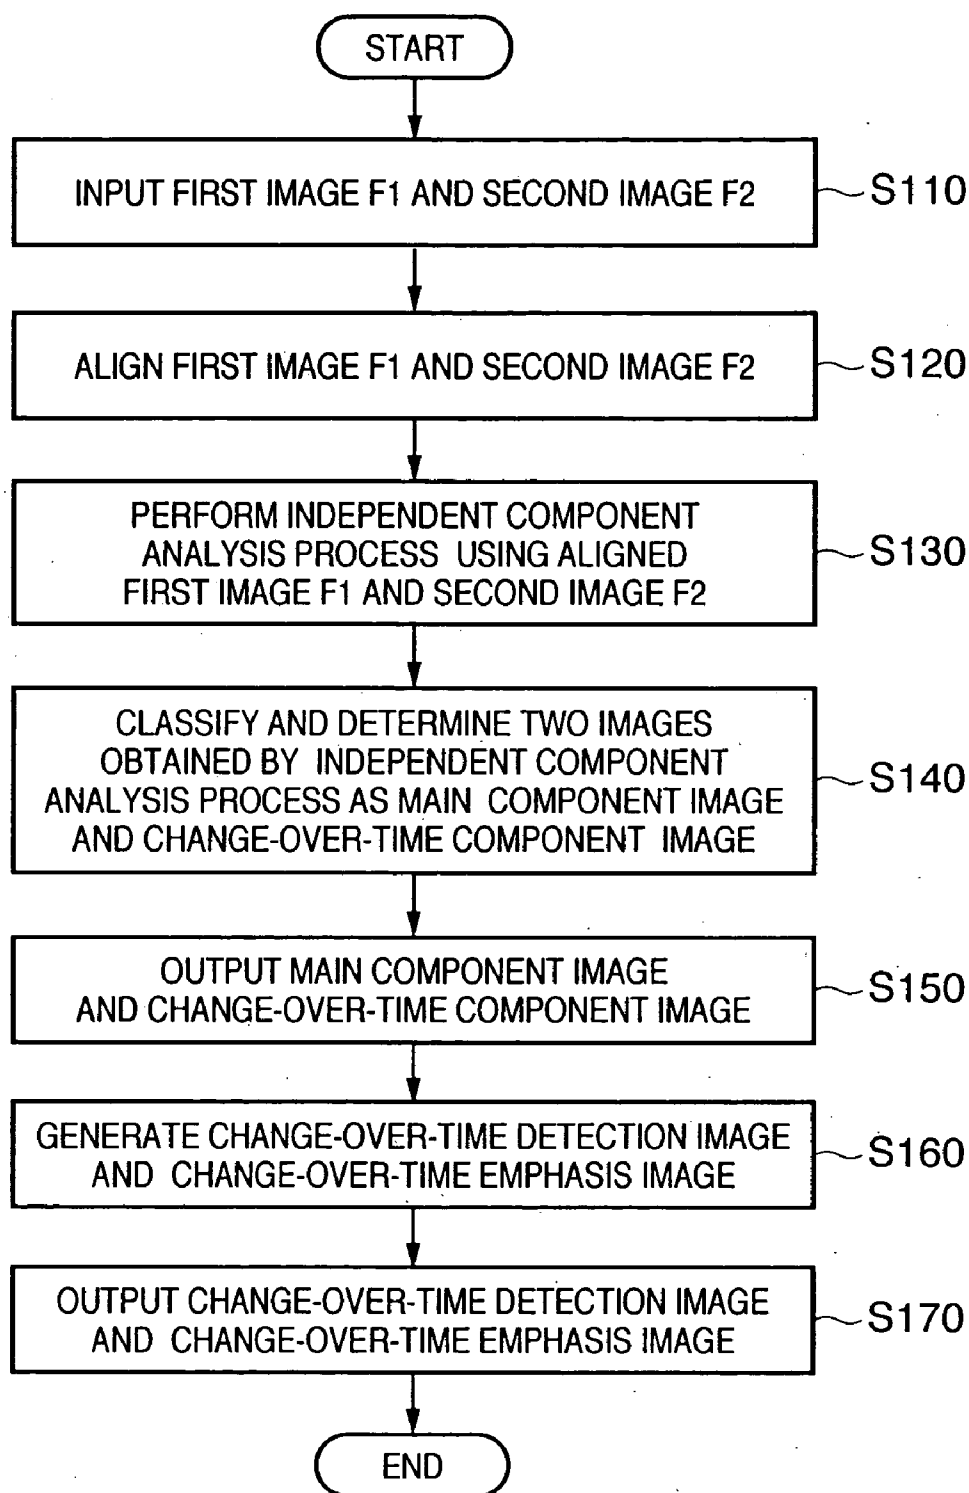 START
INPUT FIRST IMAGE F1 AND SECOND IMAGE F2
S110
ALIGN FIRST IMAGE F1 AND SECOND IMAGE F2
S120
PERFORM INDEPENDENT COMPONENT
ANALYSIS PROCESS USING ALIGNED
FIRST IMAGE F1 AND SECOND IMAGE F2
S130
CLASSIFY AND DETERMINE TWO IMAGES
OBTAINED BY INDEPENDENT COMPONENT
ANALYSIS PROCESS AS MAIN COMPONENT IMAGE
AND CHANGE-OVER-TIME COMPONENT IMAGE
S140
OUTPUT MAIN COMPONENT IMAGE
AND CHANGE-OVER-TIME COMPONENT IMAGE
S150
GENERATE CHANGE-OVER-TIME DETECTION IMAGE
AND CHANGE-OVER-TIME EMPHASIS IMAGE
S160
OUTPUT CHANGE-OVER-TIME DETECTION IMAGE
AND CHANGE-OVER-TIME EMPHASIS IMAGE
S170
END